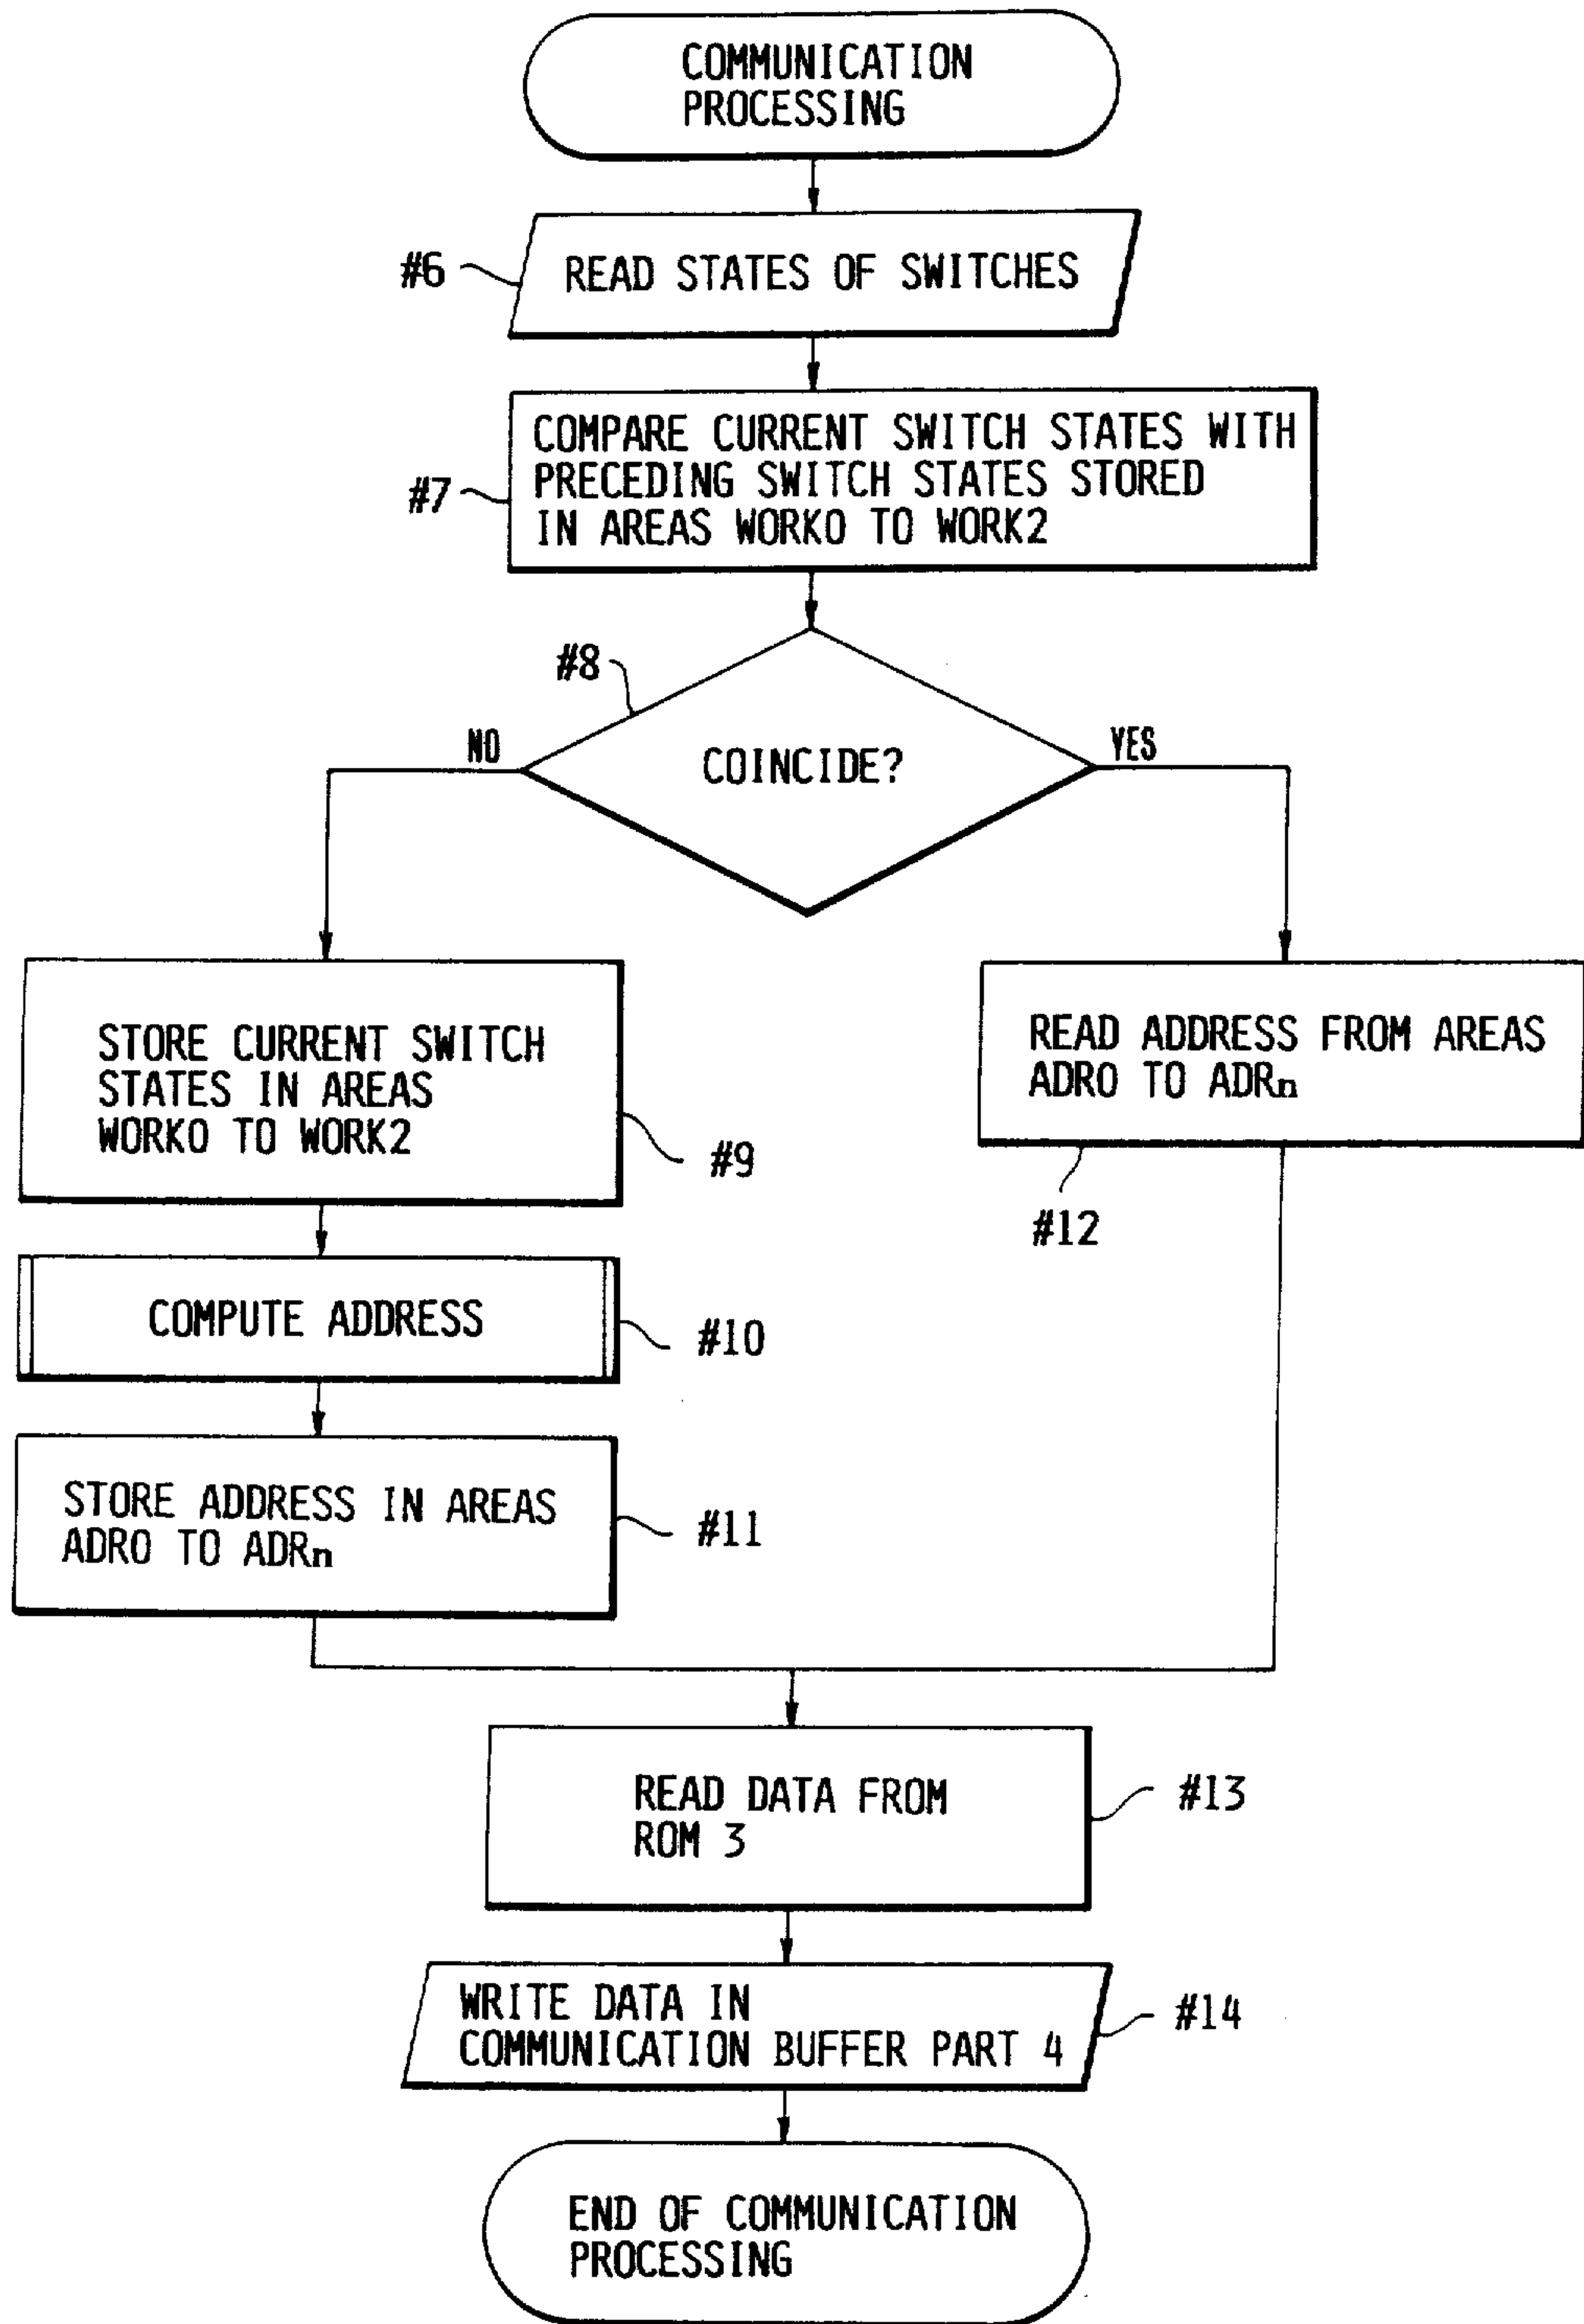 COMMUNICATION
PROCESSING
#6
READ STATES OF SWITCHES
#7
COMPARE CURRENT SWITCH STATES WITH
PRECEDING SWITCH STATES STORED
IN AREAS WORK0 TO WORK2
#8
NO
COINCIDE?
YES
STORE CURRENT SWITCH
STATES IN AREAS
WORK0 TO WORK2
#9
READ ADDRESS FROM AREAS
ADR0 TO ADRn
#12
COMPUTE ADDRESS
#10
STORE ADDRESS IN AREAS
ADR0 TO ADRn
#11
READ DATA FROM
ROM 3
#13
WRITE DATA IN
COMMUNICATION BUFFER PART 4
#14
END OF COMMUNICATION
PROCESSING